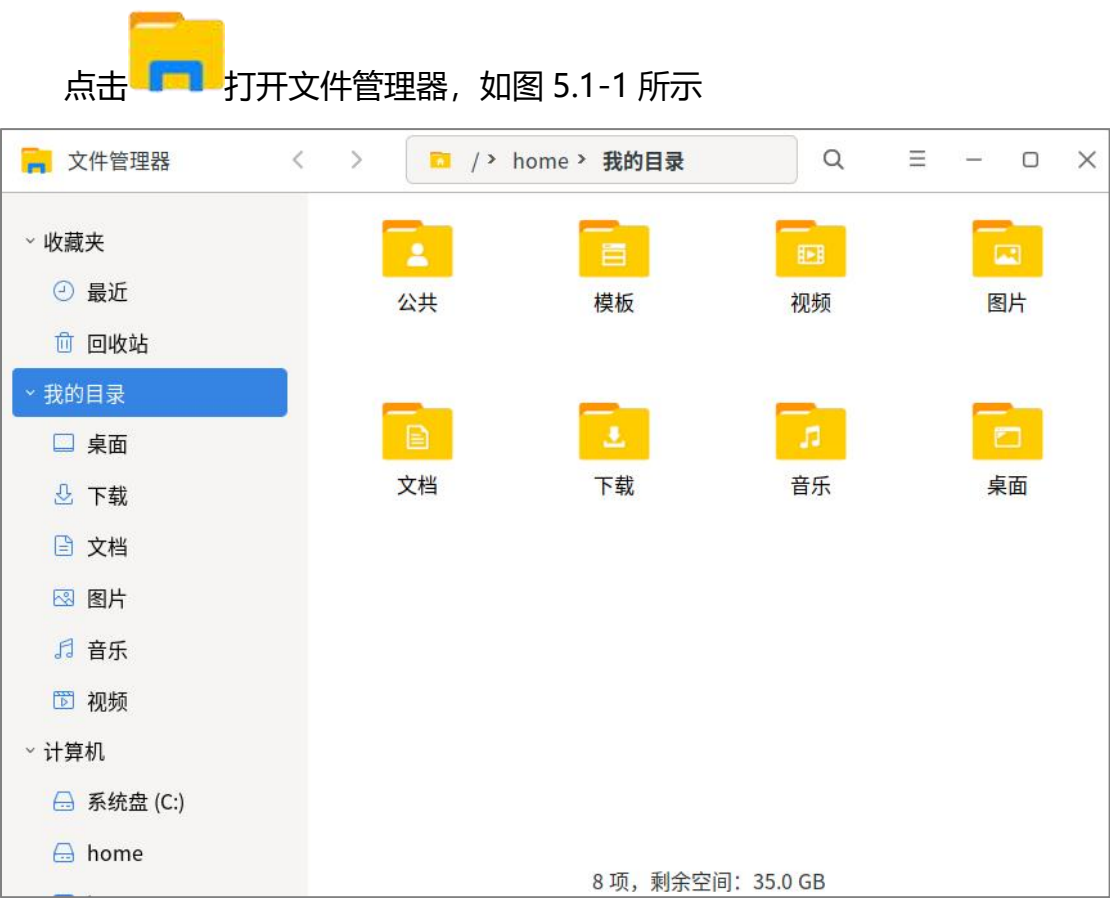 点击打开文件管理器，如图 5.1-1 所示
文件管理器
/ > home > 我的目录
收藏夹
最近
回收站
我的目录
桌面
下载
文档
图片
音乐
视频
计算机
系统盘 (C:)
home
公共 模板 视频 图片
文档 下载 音乐 桌面
8 项，剩余空间：35.0 GB